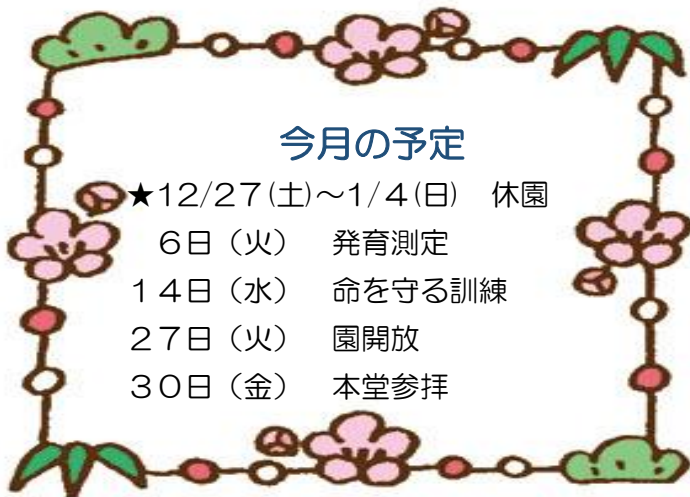 今月の予定
★12/27(土)～1/4(日)　休園
6日（火）　発育測定
14日（水）　命を守る訓練
27日（火）　園開放
30日（金）　本堂参拝